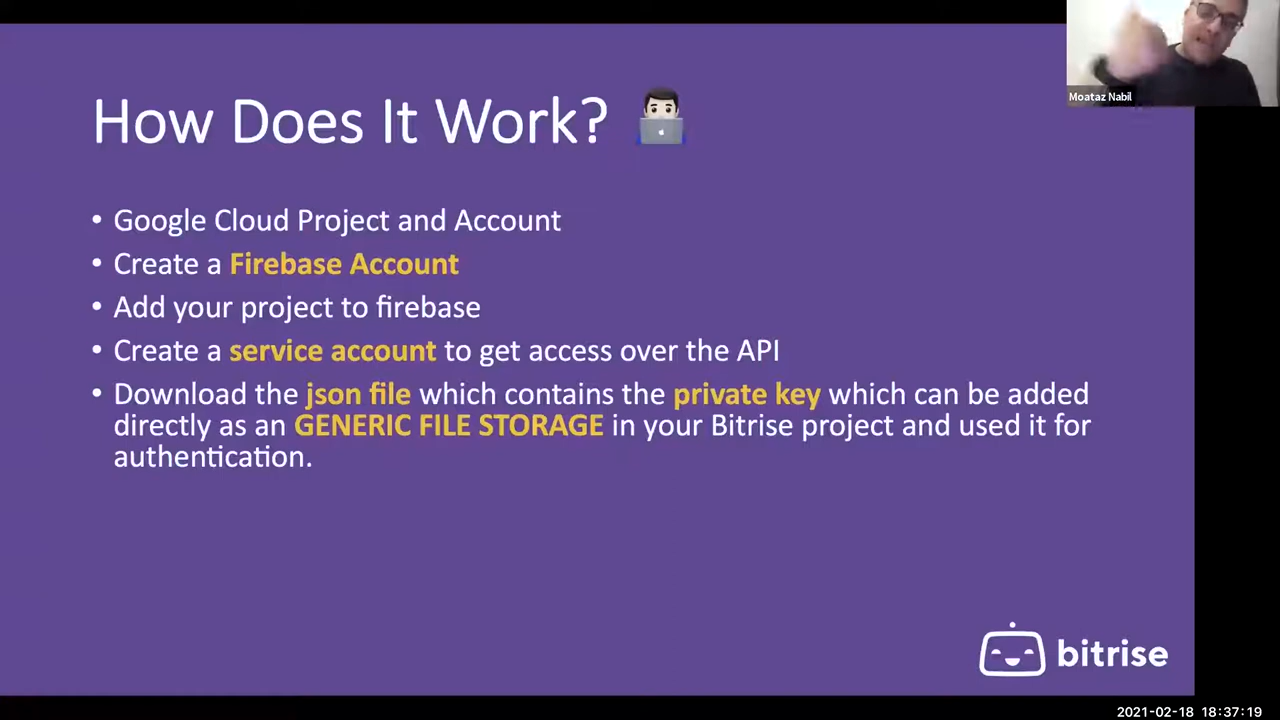 Moataz Nabil
How Does It Work?
• Google Cloud Project and Account
• Create a Firebase Account
• Add your project to firebase
• Create a service account to get access over the API
• Download the json file which contains the private key which can be added
directly as an GENERIC FILE STORAGE in your Bitrise project and used it for
authentication.
bitrise
2021-02-18 18:37:19